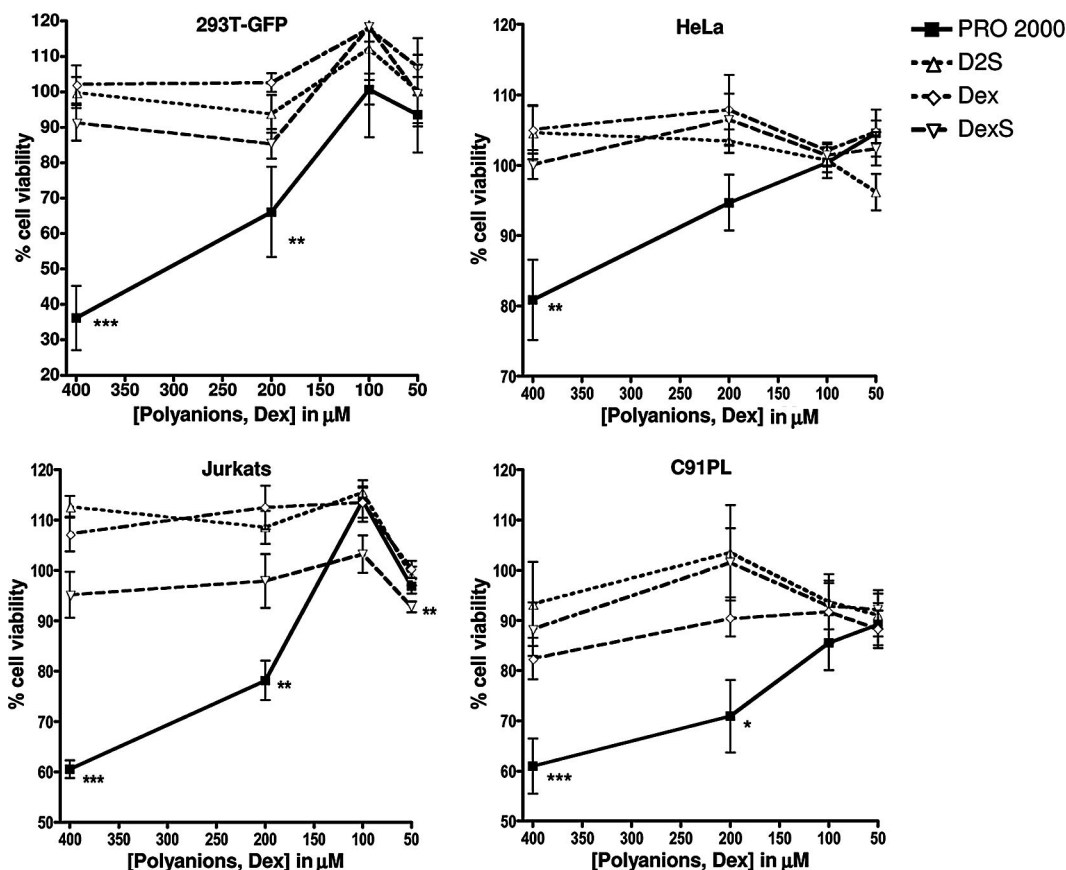 293T-GFP
120
110
100
90
80
70
60
50
40
30
20
% cell viability
*** **
400 350 300 250 200 150 100 50
[Polyanions, Dex] in μM
HeLa
120
110
100
90
80
70
% cell viability
**
400 350 300 250 200 150 100 50
[Polyanions, Dex] in μM
PRO 2000
D2S
Dex
DexS
Jurkats
120
110
100
90
80
70
60
50
% cell viability
*** ** **
400 350 300 250 200 150 100 50
[Polyanions, Dex] in μM
C91PL
120
110
100
90
80
70
60
50
% cell viability
*** *
400 350 300 250 200 150 100 50
[Polyanions, Dex] in μM